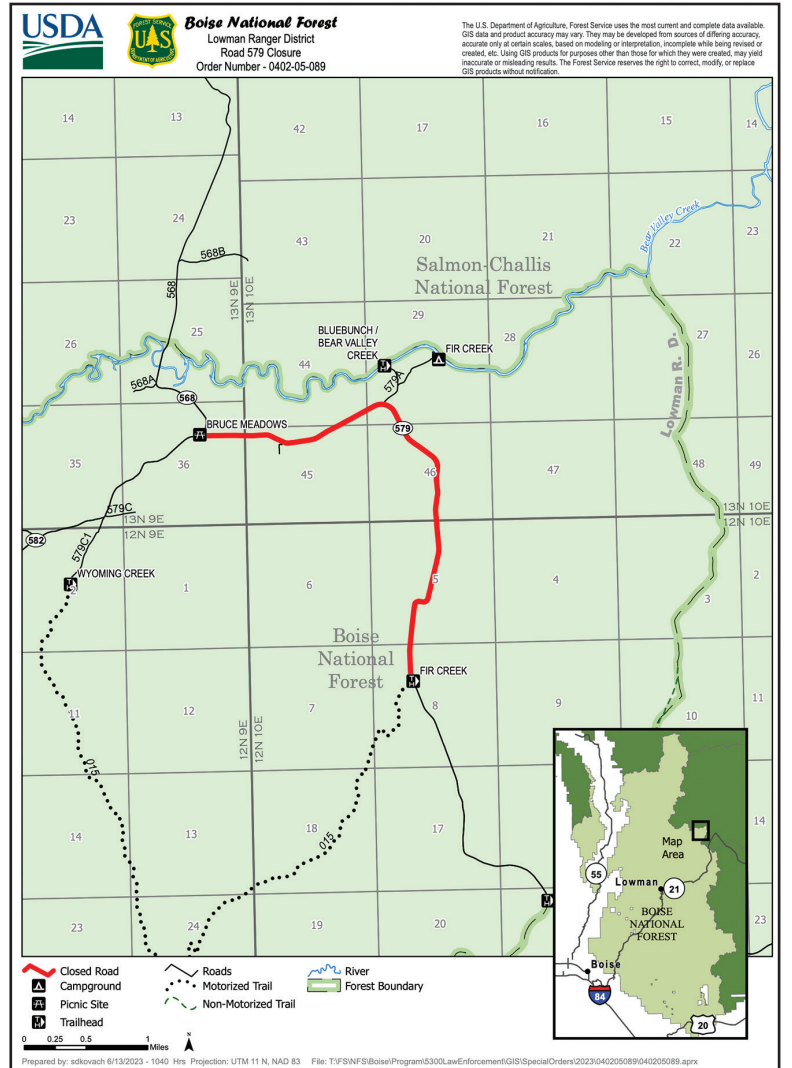 USDA
FOREST SERVICE
U S
DEPARTMENT OF AGRICULTURE
Boise National Forest
Lowman Ranger District
Road 579 Closure
Order Number - 0402-05-089
The U.S. Department of Agriculture, Forest Service uses the most current and complete data available.
GIS data and product accuracy may vary. They may be developed from sources of differing accuracy,
accurate only at certain scales, based on modeling or interpretation, incomplete while being revised or
created, etc. Using GIS products for purposes other than those for which they were created, may yield
inaccurate or misleading results. The Forest Service reserves the right to correct, modify, or replace
GIS products without notification.
14
13
42
17
16
15
14
23
24
43
20
21
22
Bear Valley Creek
568B
568
Salmon-Challis
National Forest
13N 9E
13N 10E
26
25
44
29
28
27
26
BLUEBUNCH /
BEAR VALLEY
CREEK
FIR CREEK
579A
568A
568
Lowman R. D.
BRUCE MEADOWS
579
35
36
45
46
47
48
49
579C
13N 9E
12N 9E
13N 10E
12N 10E
582
579C1
WYOMING CREEK
2
1
6
5
4
3
2
Boise
National
Forest
FIR CREEK
11
12
7
8
9
10
11
12N 9E
12N 10E
015
015
14
13
18
17
14
23
24
19
20
23
Map
Area
55
Lowman
21
BOISE
NATIONAL
FOREST
Boise
84
20
Closed Road
Campground
Picnic Site
Trailhead
Roads
Motorized Trail
Non-Motorized Trail
River
Forest Boundary
0 0.25 0.5 1
Miles
N
Prepared by: sdkovach 6/13/2023 - 1040 Hrs Projection: UTM 11 N, NAD 83 File: T:\FS\NFS\Boise\Program\5300LawEnforcement\GIS\SpecialOrders\2023\040205089\040205089.aprx